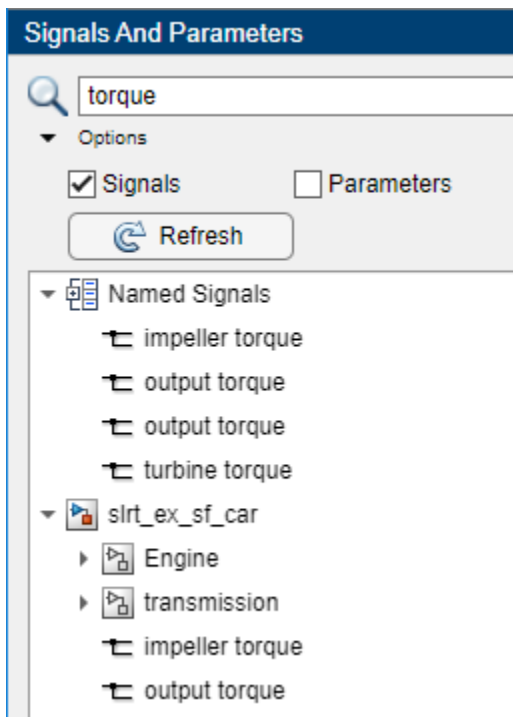 Signals And Parameters
torque
Options
Signals Parameters
Refresh
Named Signals
impeller torque
output torque
output torque
turbine torque
slrt_ex_sf_car
Engine
transmission
impeller torque
output torque